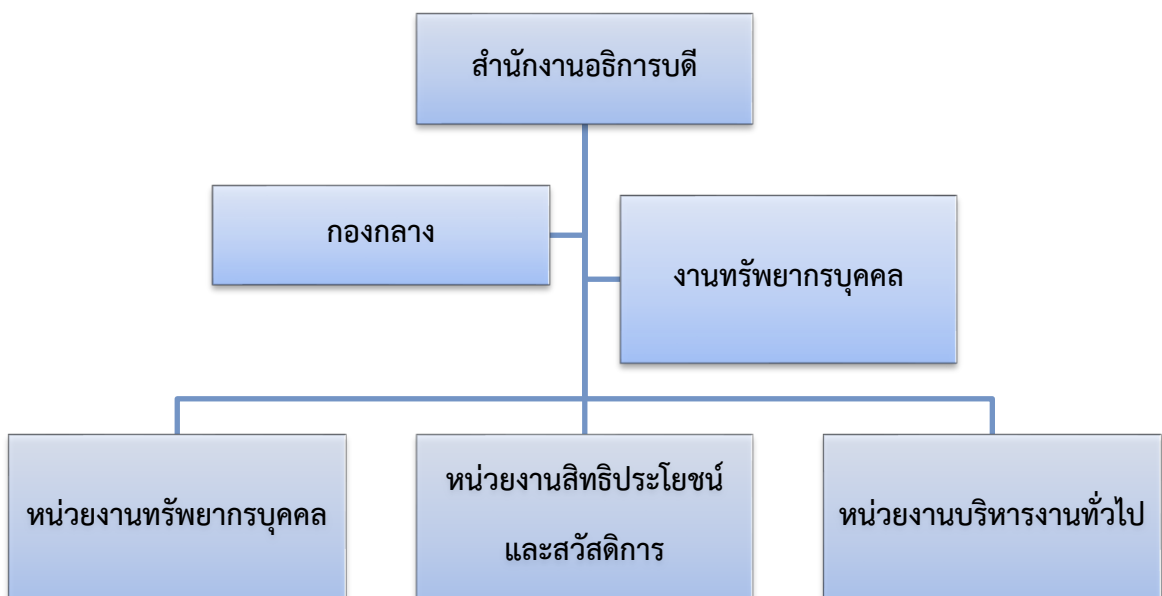 สำนักงานอธิการบดี
กองกลาง
งานทรัพยากรบุคคล
หน่วยงานทรัพยากรบุคคล
หน่วยงานสิทธิประโยชน์
และสวัสดิการ
หน่วยงานบริหารงานทั่วไป